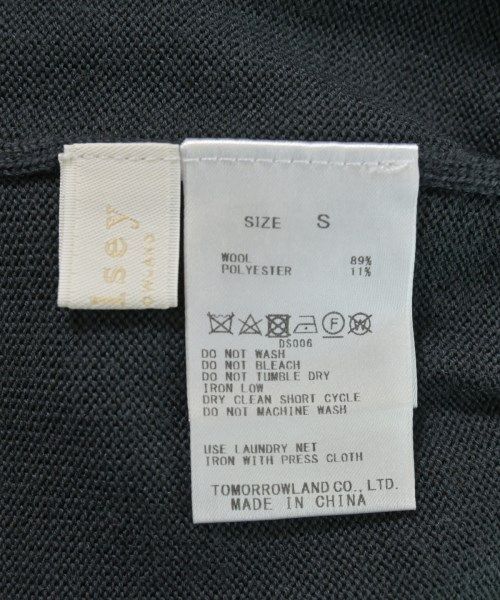 SIZE S
WOOL 89%
POLYESTER 11%
DS006
DO NOT WASH
DO NOT BLEACH
DO NOT TUMBLE DRY
IRON LOW
DRY CLEAN SHORT CYCLE
DO NOT MACHINE WASH
USE LAUNDRY NET
IRON WITH PRESS CLOTH
TOMORROWLAND CO., LTD.
MADE IN CHINA